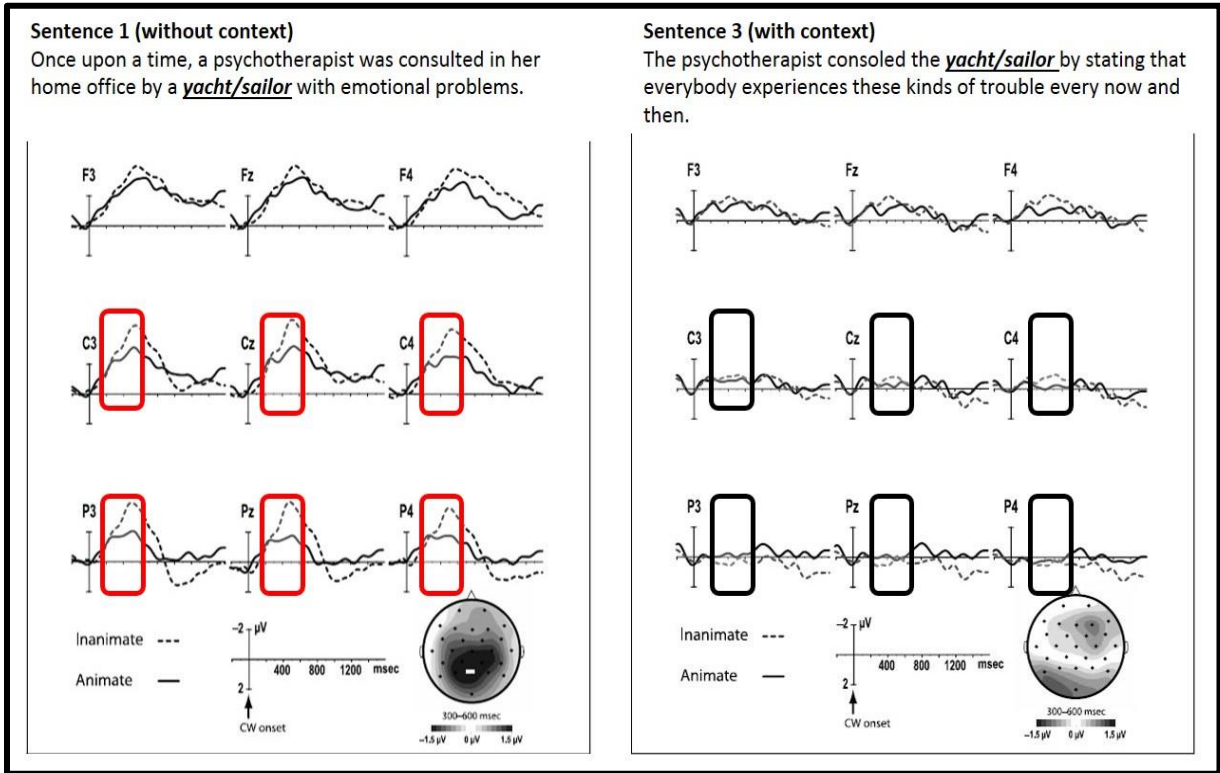 Sentence 1 (without context)
Once upon a time, a psychotherapist was consulted in her
home office by a yacht/sailor with emotional problems.
F3
Fz
F4
C3
Cz
C4
P3
Pz
P4
Inanimate
Animate
−2 µV
400 800 1200 msec
2
CW onset
300–600 msec
−1.5 µV 0 µV 1.5 µV
Sentence 3 (with context)
The psychotherapist consoled the yacht/sailor by stating that
everybody experiences these kinds of trouble every now and
then.
F3
Fz
F4
C3
Cz
C4
P3
Pz
P4
Inanimate
Animate
−2 µV
400 800 1200 msec
2
CW onset
300–600 msec
−1.5 µV 0 µV 1.5 µV